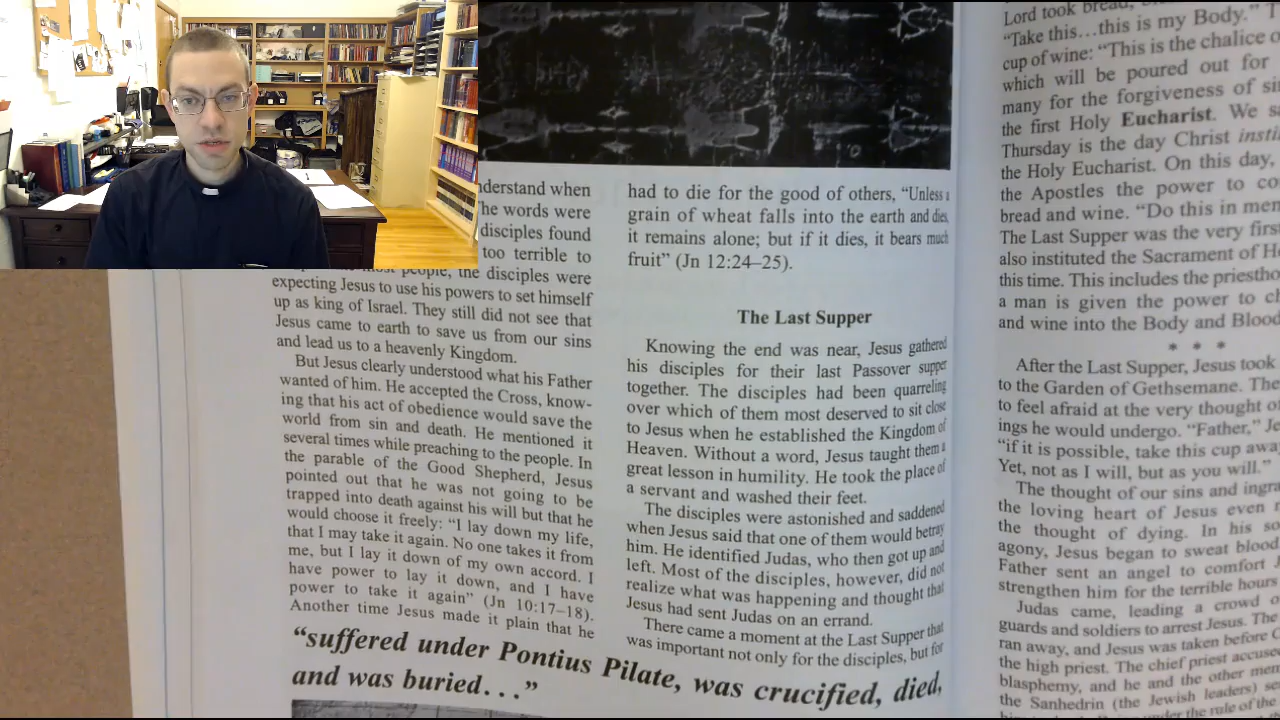 nderstand when
he words were
disciples found
too terrible to
most people, the disciples were
expecting Jesus to use his powers to set himself
up as king of Israel. They still did not see that
Jesus came to earth to save us from our sins
and lead us to a heavenly Kingdom.
But Jesus clearly understood what his Father
wanted of him. He accepted the Cross, know-
ing that his act of obedience would save the
world from sin and death. He mentioned it
several times while preaching to the people. In
the parable of the Good Shepherd, Jesus
pointed out that he was not going to be
trapped into death against his will but that he
would choose it freely: “I lay down my life,
that I may take it again. No one takes it from
me, but I lay it down of my own accord. I
have power to lay it down, and I have
power to take it again” (Jn 10:17–18).
Another time Jesus made it plain that he
had to die for the good of others, “Unless a
grain of wheat falls into the earth and dies,
it remains alone; but if it dies, it bears much
fruit” (Jn 12:24–25).
The Last Supper
Knowing the end was near, Jesus gathered
his disciples for their last Passover supper
together. The disciples had been quarreling
over which of them most deserved to sit close
to Jesus when he established the Kingdom of
Heaven. Without a word, Jesus taught them a
great lesson in humility. He took the place of
a servant and washed their feet.
The disciples were astonished and saddened
when Jesus said that one of them would betray
him. He identified Judas, who then got up and
left. Most of the disciples, however, did not
realize what was happening and thought that
Jesus had sent Judas on an errand.
There came a moment at the Last Supper that
was important not only for the disciples, but for
“suffered under Pontius Pilate, was crucified, died,
and was buried…”
Lord took bread,
“Take this…this is my Body.”
cup of wine: “This is the chalice
which will be poured out for
many for the forgiveness of
the first Holy Eucharist. We
Thursday is the day Christ
the Holy Eucharist. On this day,
the Apostles the power to
bread and wine. “Do this in
The Last Supper was the very
also instituted the Sacrament of
this time. This includes the
a man is given the power to
and wine into the Body and Blood
* * *
After the Last Supper, Jesus took
to the Garden of Gethsemane.
to feel afraid at the very thought
ings he would undergo. “Father,”
“if it is possible, take this cup
Yet, not as I will, but as you will.”
The thought of our sins and
the loving heart of Jesus even
the thought of dying. In his
agony, Jesus began to sweat blood.
Father sent an angel to comfort
strengthen him for the terrible hours
Judas came, leading a crowd
guards and soldiers to arrest Jesus.
ran away, and Jesus was taken before
the high priest. The chief priest
blasphemy, and he and the other
the Sanhedrin (the Jewish leaders)
under the rule of the